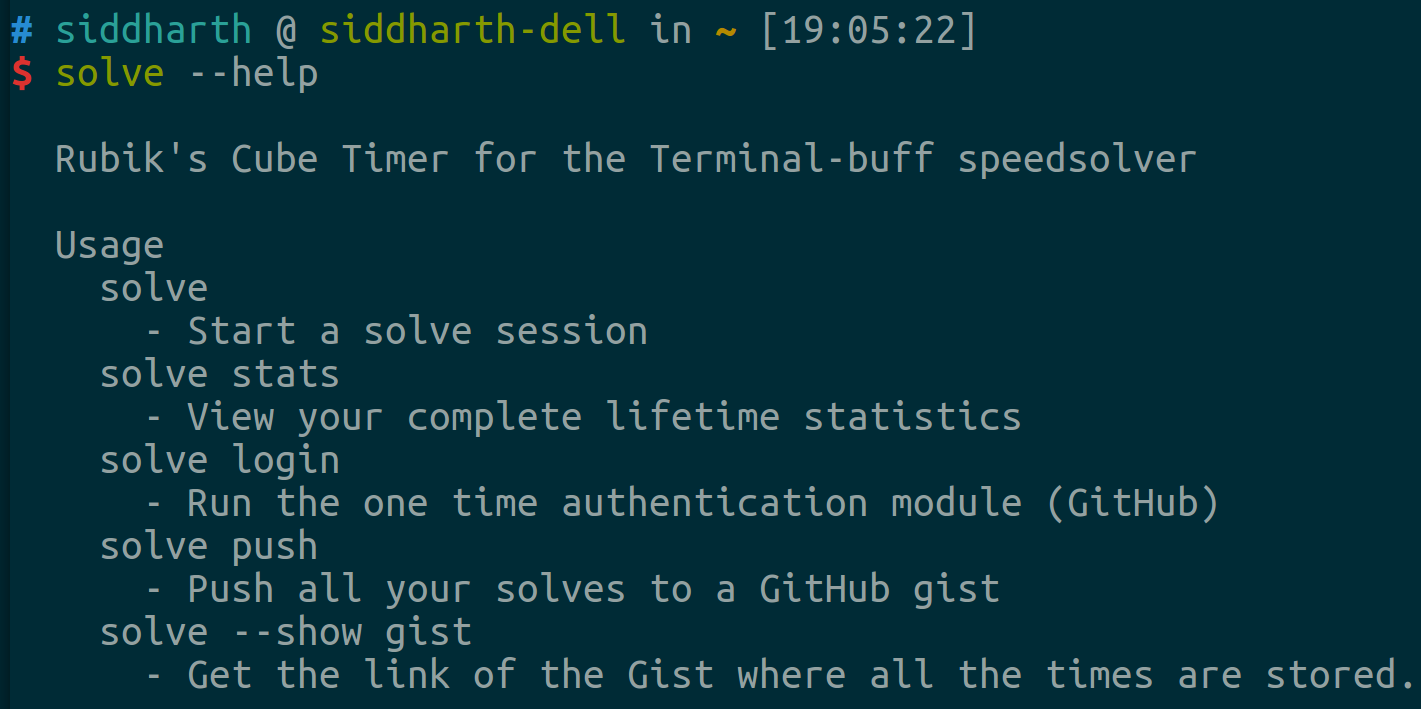 # siddharth @ siddharth-dell in ~ [19:05:22]
$ solve --help
Rubik's Cube Timer for the Terminal-buff speedsolver
Usage
solve
- Start a solve session
solve stats
- View your complete lifetime statistics
solve login
- Run the one time authentication module (GitHub)
solve push
- Push all your solves to a GitHub gist
solve --show gist
- Get the link of the Gist where all the times are stored.